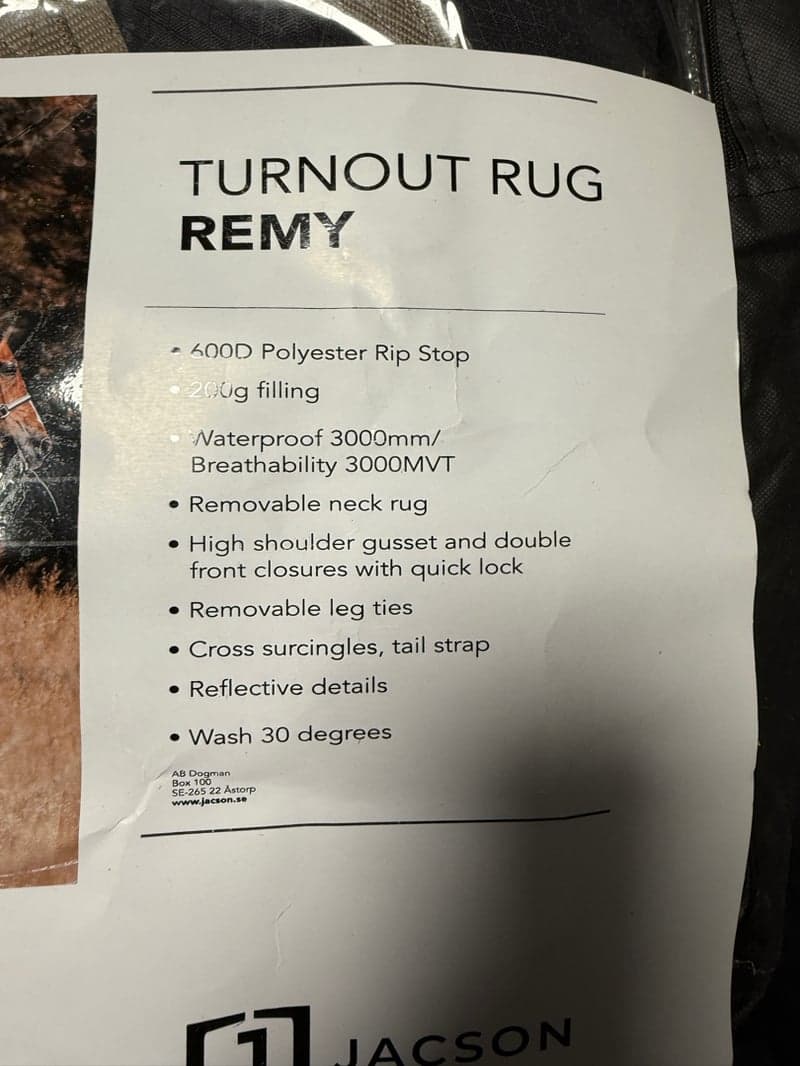 TURNOUT RUG
REMY
• 600D Polyester Rip Stop
• 200g filling
• Waterproof 3000mm/
Breathability 3000MVT
• Removable neck rug
• High shoulder gusset and double
front closures with quick lock
• Removable leg ties
• Cross surcingles, tail strap
• Reflective details
• Wash 30 degrees
AB Dogman
Box 100
SE-265 22 Åstorp
www.jacson.se
JACSON